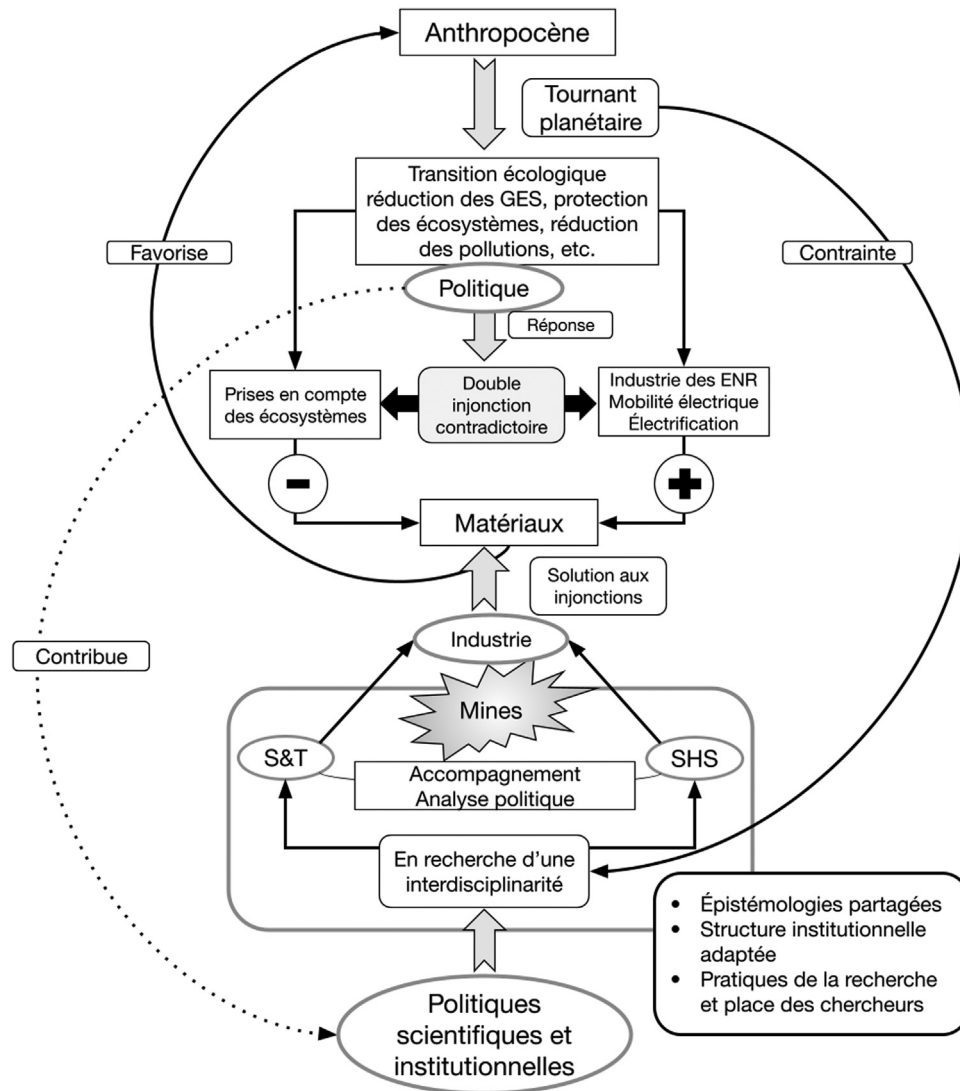 Anthropocène
Tournant
planétaire
Transition écologique
réduction des GES, protection
des écosystèmes, réduction
des pollutions, etc.
Favorise
Contrainte
Politique
Réponse
Prises en compte
des écosystèmes
Double
injonction
contradictoire
Industrie des ENR
Mobilité électrique
Électrification
-
+
Matériaux
Solution aux
injonctions
Industrie
Contribue
Mines
S&T
SHS
Accompagnement
Analyse politique
En recherche d’une
interdisciplinarité
• Épistémologies partagées
• Structure institutionnelle
adaptée
• Pratiques de la recherche
et place des chercheurs
Politiques
scientifiques et
institutionnelles